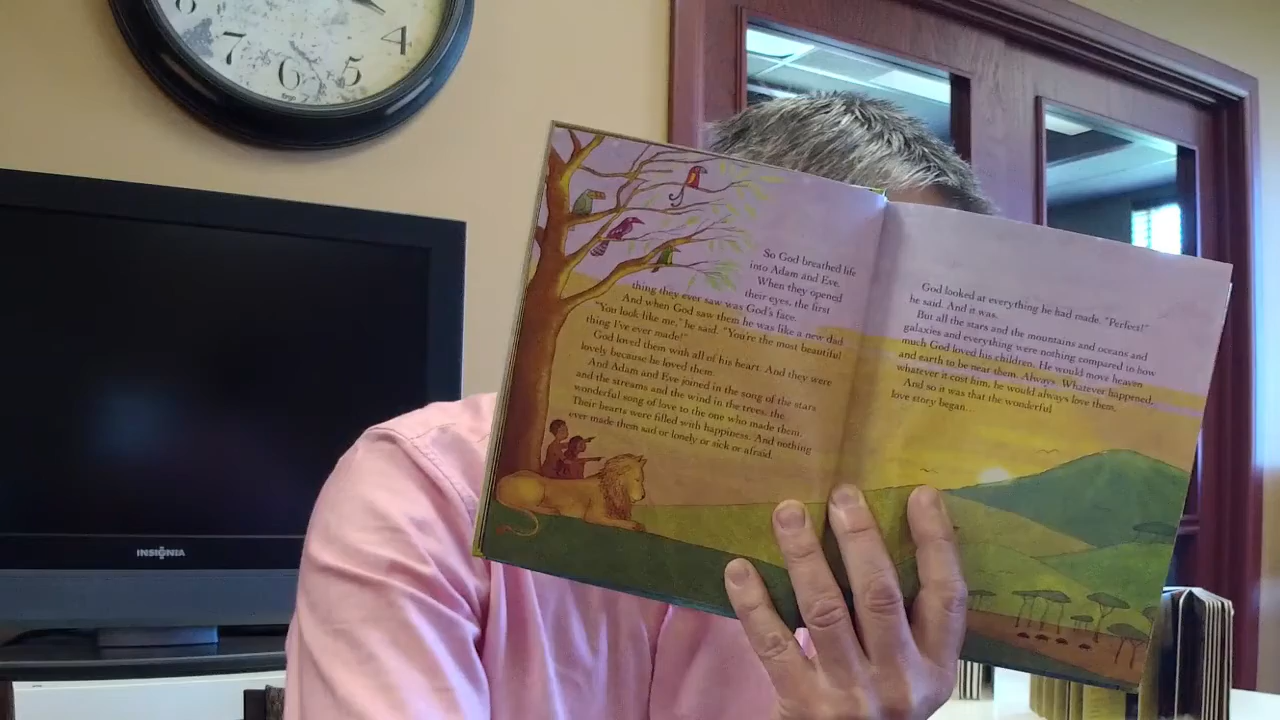 8
7
6
5
4
INSIGNIA
So God breathed life
into Adam and Eve.
When they opened
their eyes, the first
thing they ever saw was God's face.
And when God saw them he was like a new dad
"You look like me," he said. "You're the most beautiful
thing I've ever made!"
God loved them with all of his heart. And they were
lovely because he loved them.
And Adam and Eve joined in the song of the stars
and the streams and the wind in the trees, the
wonderful song of love to the one who made them.
Their hearts were filled with happiness. And nothing
ever made them sad or lonely or sick or afraid.
God looked at everything he had made. "Perfect!"
he said. And it was.
But all the stars and the mountains and oceans and
galaxies and everything were nothing compared to how
much God loved his children. He would move heaven
and earth to be near them. Always. Whatever happened,
whatever it cost him, he would always love them.
And so it was that the wonderful
love story began...